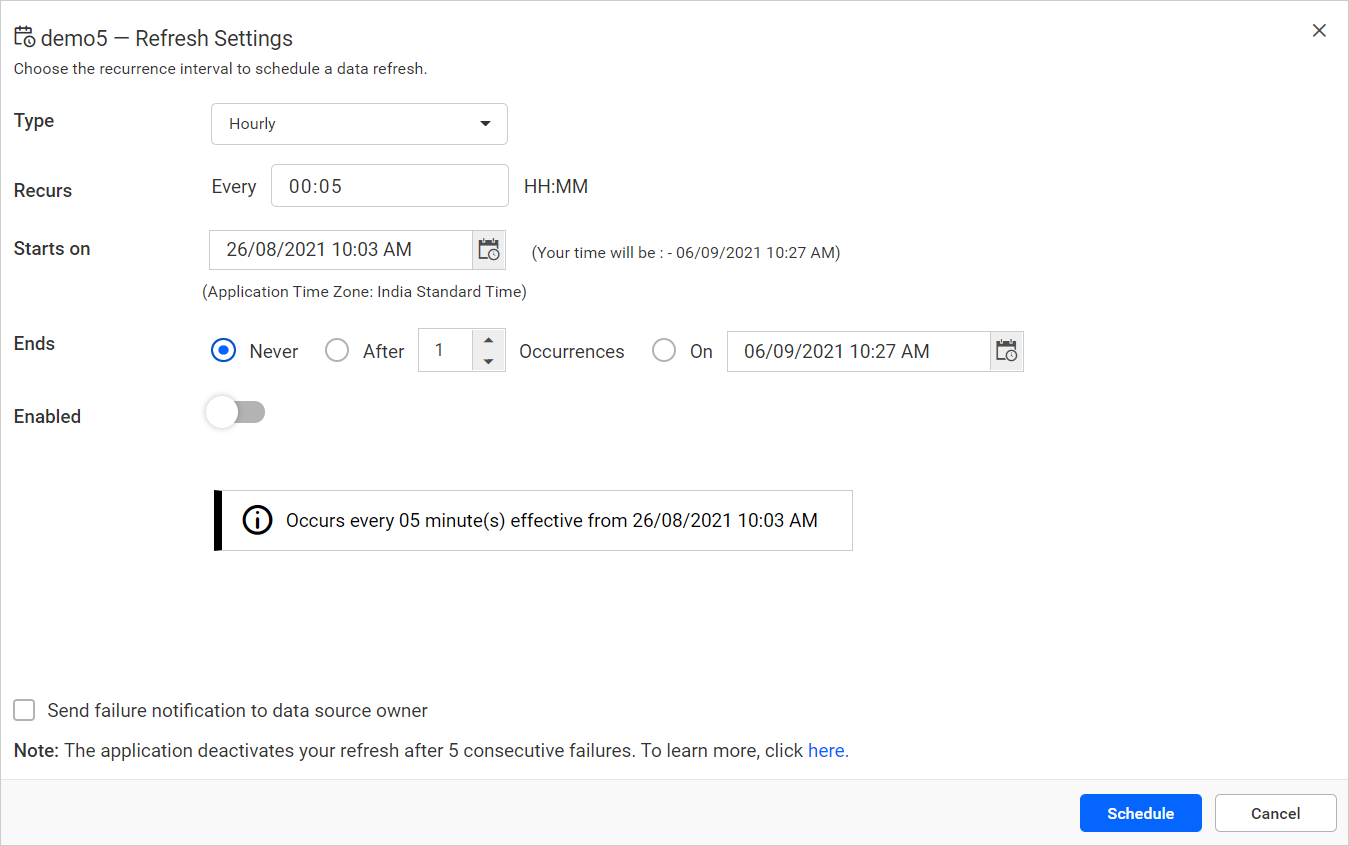 demo5 — Refresh Settings
Choose the recurrence interval to schedule a data refresh.
Type
Hourly
Recurs
Every 00:05 HH:MM
Starts on
26/08/2021 10:03 AM
(Your time will be : - 06/09/2021 10:27 AM)
(Application Time Zone: India Standard Time)
Ends
Never After 1 Occurrences On 06/09/2021 10:27 AM
Enabled
Occurs every 05 minute(s) effective from 26/08/2021 10:03 AM
Send failure notification to data source owner
Note: The application deactivates your refresh after 5 consecutive failures. To learn more, click here.
Schedule Cancel